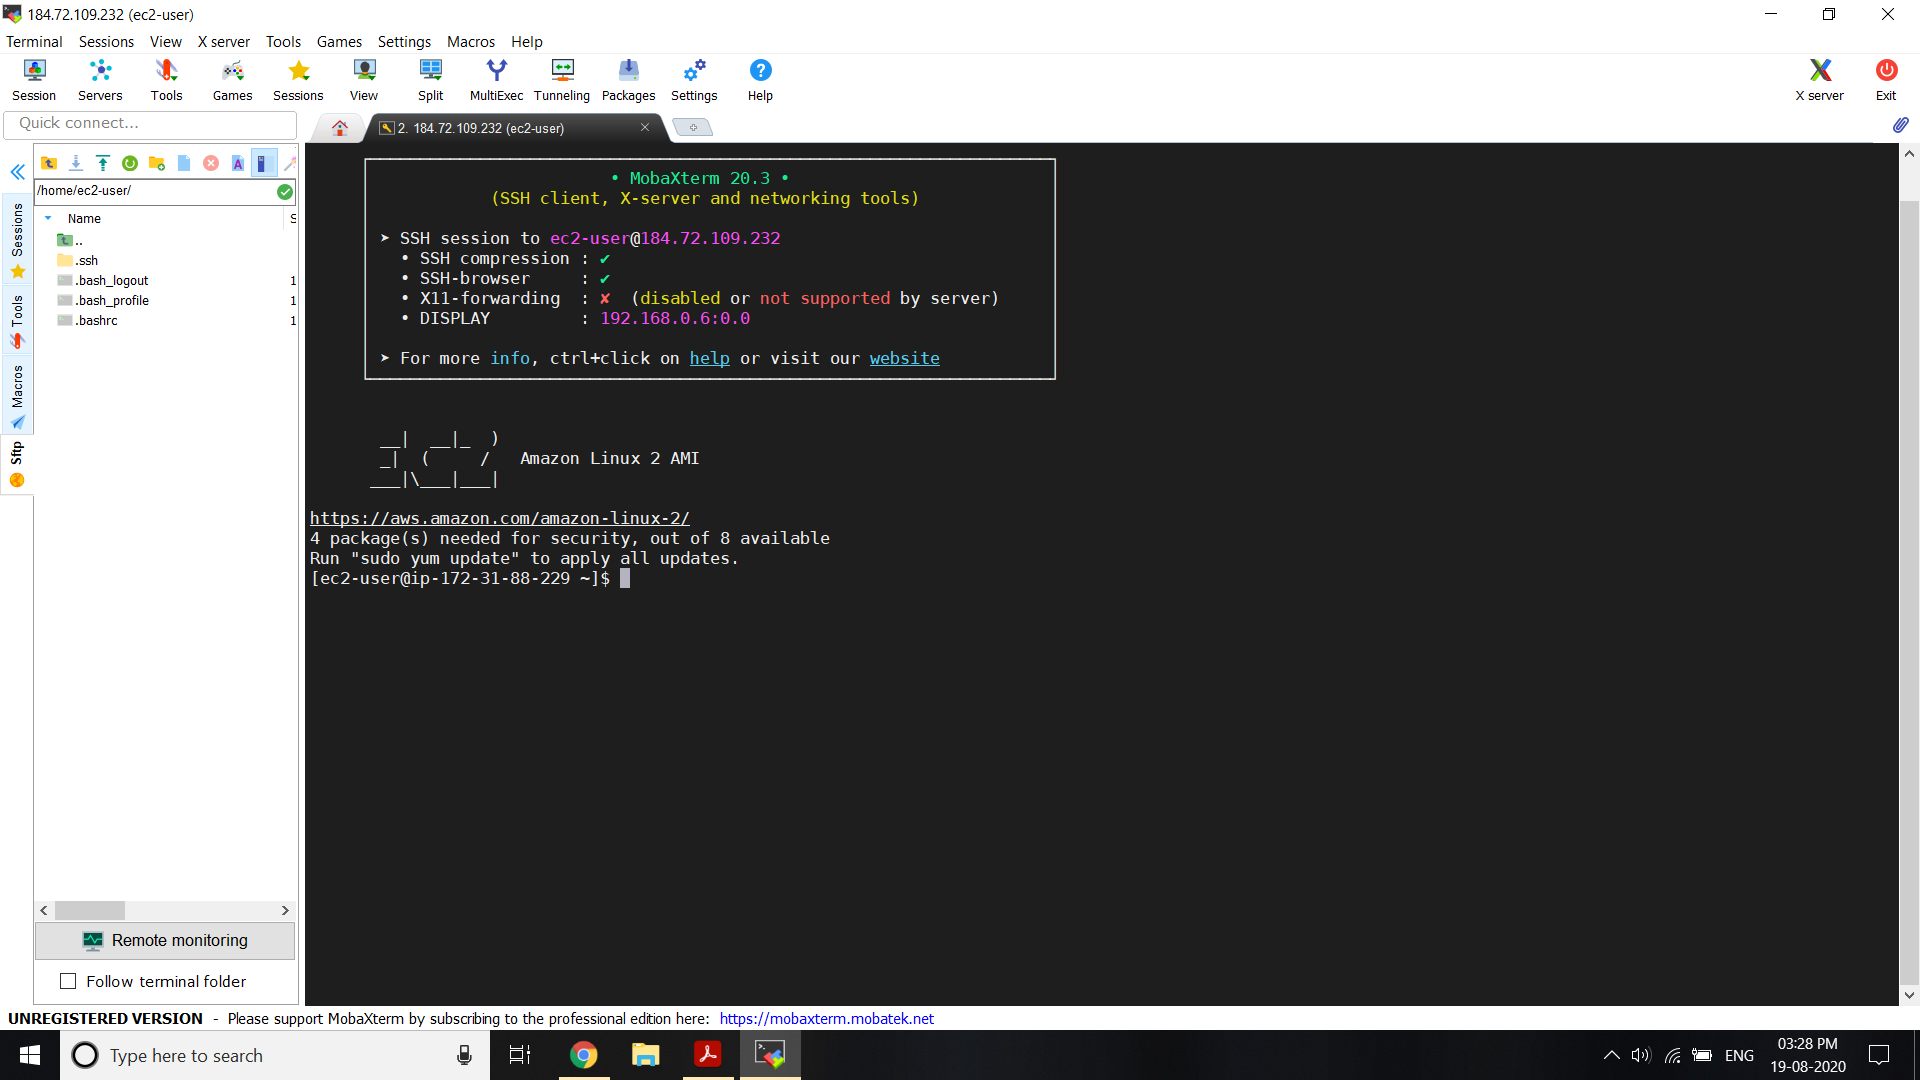 184.72.109.232 (ec2-user)
Terminal Sessions View X server Tools Games Settings Macros Help
Session Servers Tools Games Sessions View Split MultiExec Tunneling Packages Settings Help X server Exit
Quick connect...
2. 184.72.109.232 (ec2-user)
/home/ec2-user/
Name S
..
.ssh
.bash_logout 1
.bash_profile 1
.bashrc 1
Sessions
Tools
Macros
Sftp
• MobaXterm 20.3 •
(SSH client, X-server and networking tools)
➤ SSH session to ec2-user@184.72.109.232
• SSH compression : ✔
• SSH-browser : ✔
• X11-forwarding : ✘ (disabled or not supported by server)
• DISPLAY : 192.168.0.6:0.0
➤ For more info, ctrl+click on help or visit our website
__| __|_ )
_| ( / Amazon Linux 2 AMI
___|\___|___|
https://aws.amazon.com/amazon-linux-2/
4 package(s) needed for security, out of 8 available
Run "sudo yum update" to apply all updates.
[ec2-user@ip-172-31-88-229 ~]$
Remote monitoring
Follow terminal folder
UNREGISTERED VERSION - Please support MobaXterm by subscribing to the professional edition here: https://mobaxterm.mobatek.net
Type here to search
ENG
03:28 PM
19-08-2020